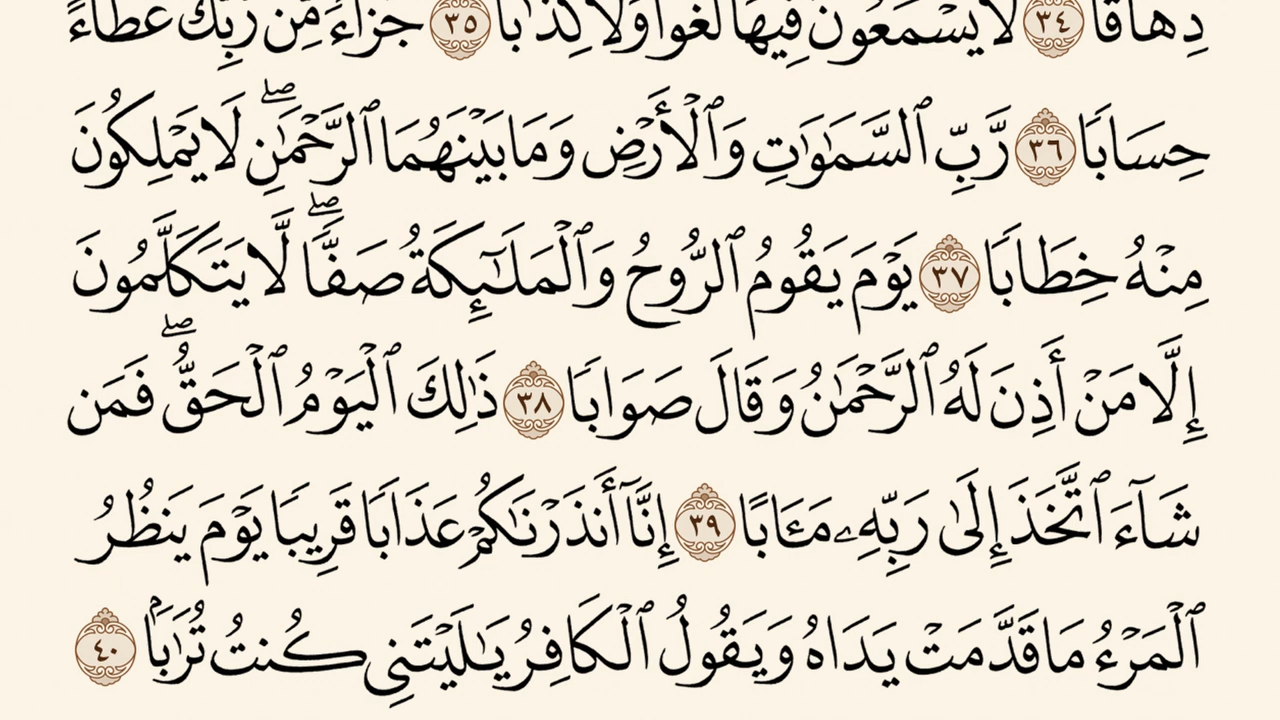 دِهَاقًا ٣٤ لَّا يَسْمَعُونَ فِيهَا لَغْوًا وَلَا كِذَّٰبًا ٣٥ جَزَآءً مِّن رَّبِّكَ عَطَآءً
حِسَابًا ٣٦ رَّبِّ ٱلسَّمَٰوَٰتِ وَٱلْأَرْضِ وَمَا بَيْنَهُمَا ٱلرَّحْمَٰنِۖ لَا يَمْلِكُونَ
مِنْهُ خِطَابًا ٣٧ يَوْمَ يَقُومُ ٱلرُّوحُ وَٱلْمَلَٰٓئِكَةُ صَفًّاۖ لَّا يَتَكَلَّمُونَ
إِلَّا مَنْ أَذِنَ لَهُ ٱلرَّحْمَٰنُ وَقَالَ صَوَابًا ٣٨ ذَٰلِكَ ٱلْيَوْمُ ٱلْحَقُّۖ فَمَن
شَآءَ ٱتَّخَذَ إِلَىٰ رَبِّهِۦ مَـَٔابًا ٣٩ إِنَّآ أَنذَرْنَٰكُمْ عَذَابًا قَرِيبًا يَوْمَ يَنظُرُ
ٱلْمَرْءُ مَا قَدَّمَتْ يَدَاهُ وَيَقُولُ ٱلْكَافِرُ يَٰلَيْتَنِى كُنتُ تُرَٰبَۢا ٤٠